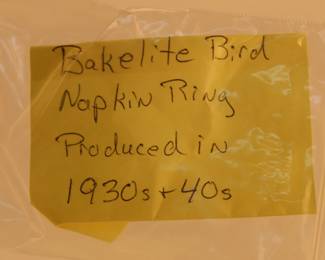 Bakelite Bird
Napkin Ring
Produced in
1930s + 40s